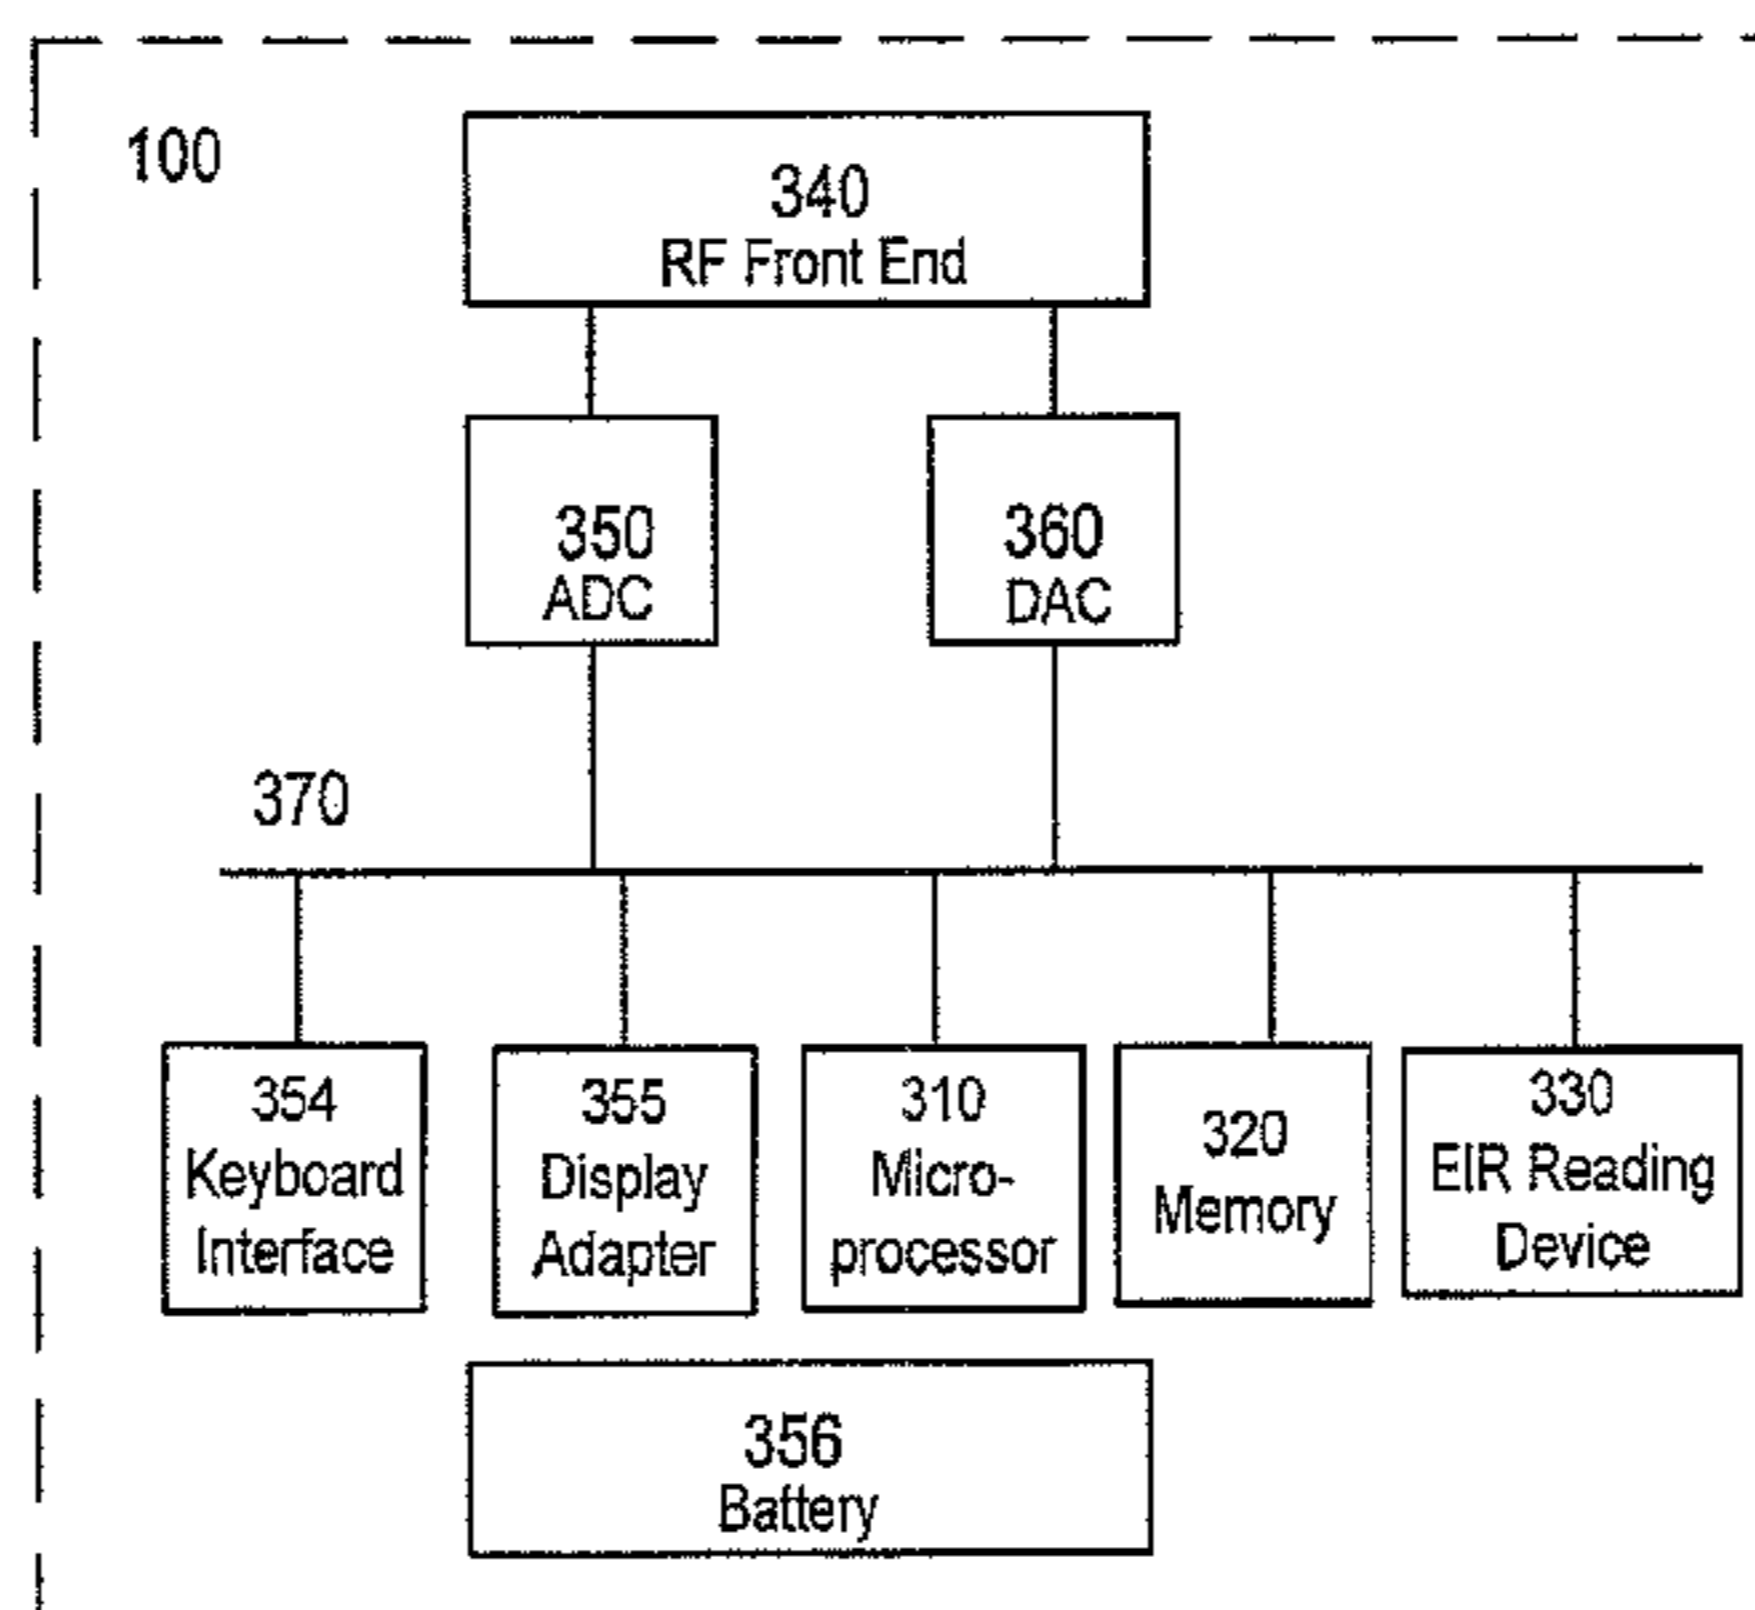 100
340
RF Front End
350
ADC
360
DAC
370
354
Keyboard
Interface
355
Display
Adapter
310
Micro-
processor
320
Memory
330
EIR Reading
Device
356
Battery